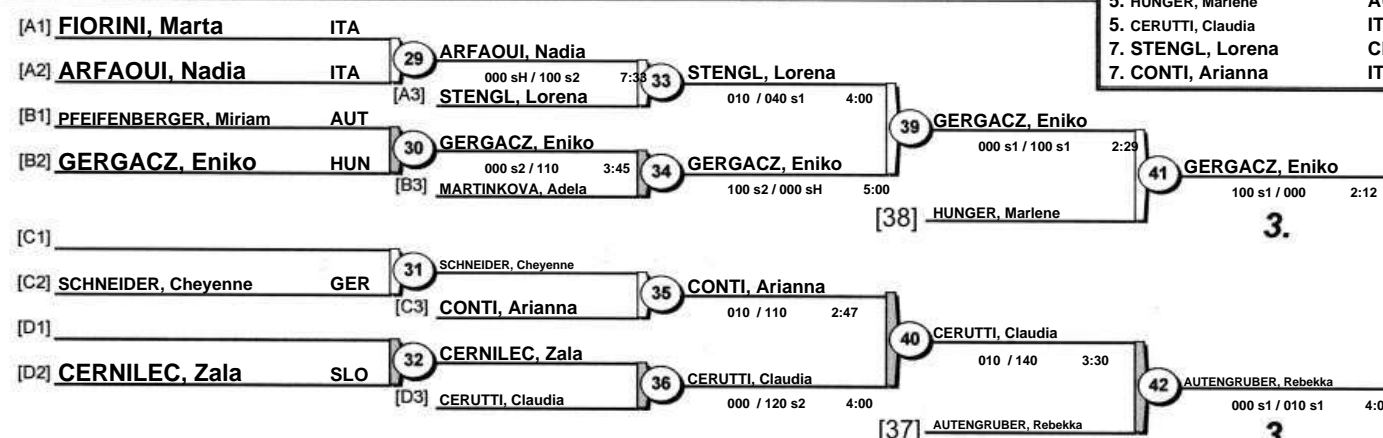 5. HUNGER, Marlene
5. CERUTTI, Claudia
7. STENGL, Lorena
7. CONTI, Arianna IT
[A1] FIORINI, Marta ITA
[A2] ARFAOUI, Nadia ITA
29
ARFAOUI, Nadia
000 sH / 100 s2 7:33
[A3] STENGL, Lorena
33
STENGL, Lorena
010 / 040 s1 4:00
[B1] PFEIFENBERGER, Miriam AUT
[B2] GERGACZ, Eniko HUN
30
GERGACZ, Eniko
000 s2 / 110 3:45
[B3] MARTINKOVA, Adela
34
GERGACZ, Eniko
100 s2 / 000 sH 5:00
39
GERGACZ, Eniko
000 s1 / 100 s1 2:29
[38] HUNGER, Marlene
41
GERGACZ, Eniko
100 s1 / 000 2:12
3.
[C1]
[C2] SCHNEIDER, Cheyenne GER
31
SCHNEIDER, Cheyenne
[C3] CONTI, Arianna
35
CONTI, Arianna
010 / 110 2:47
[D1]
[D2] CERNILEC, Zala SLO
32
CERNILEC, Zala
[D3] CERUTTI, Claudia
36
CERUTTI, Claudia
000 / 120 s2 4:00
40
CERUTTI, Claudia
010 / 140 3:30
[37] AUTENGRUBER, Rebekka
42
AUTENGRUBER, Rebekka
000 s1 / 010 s1
3.